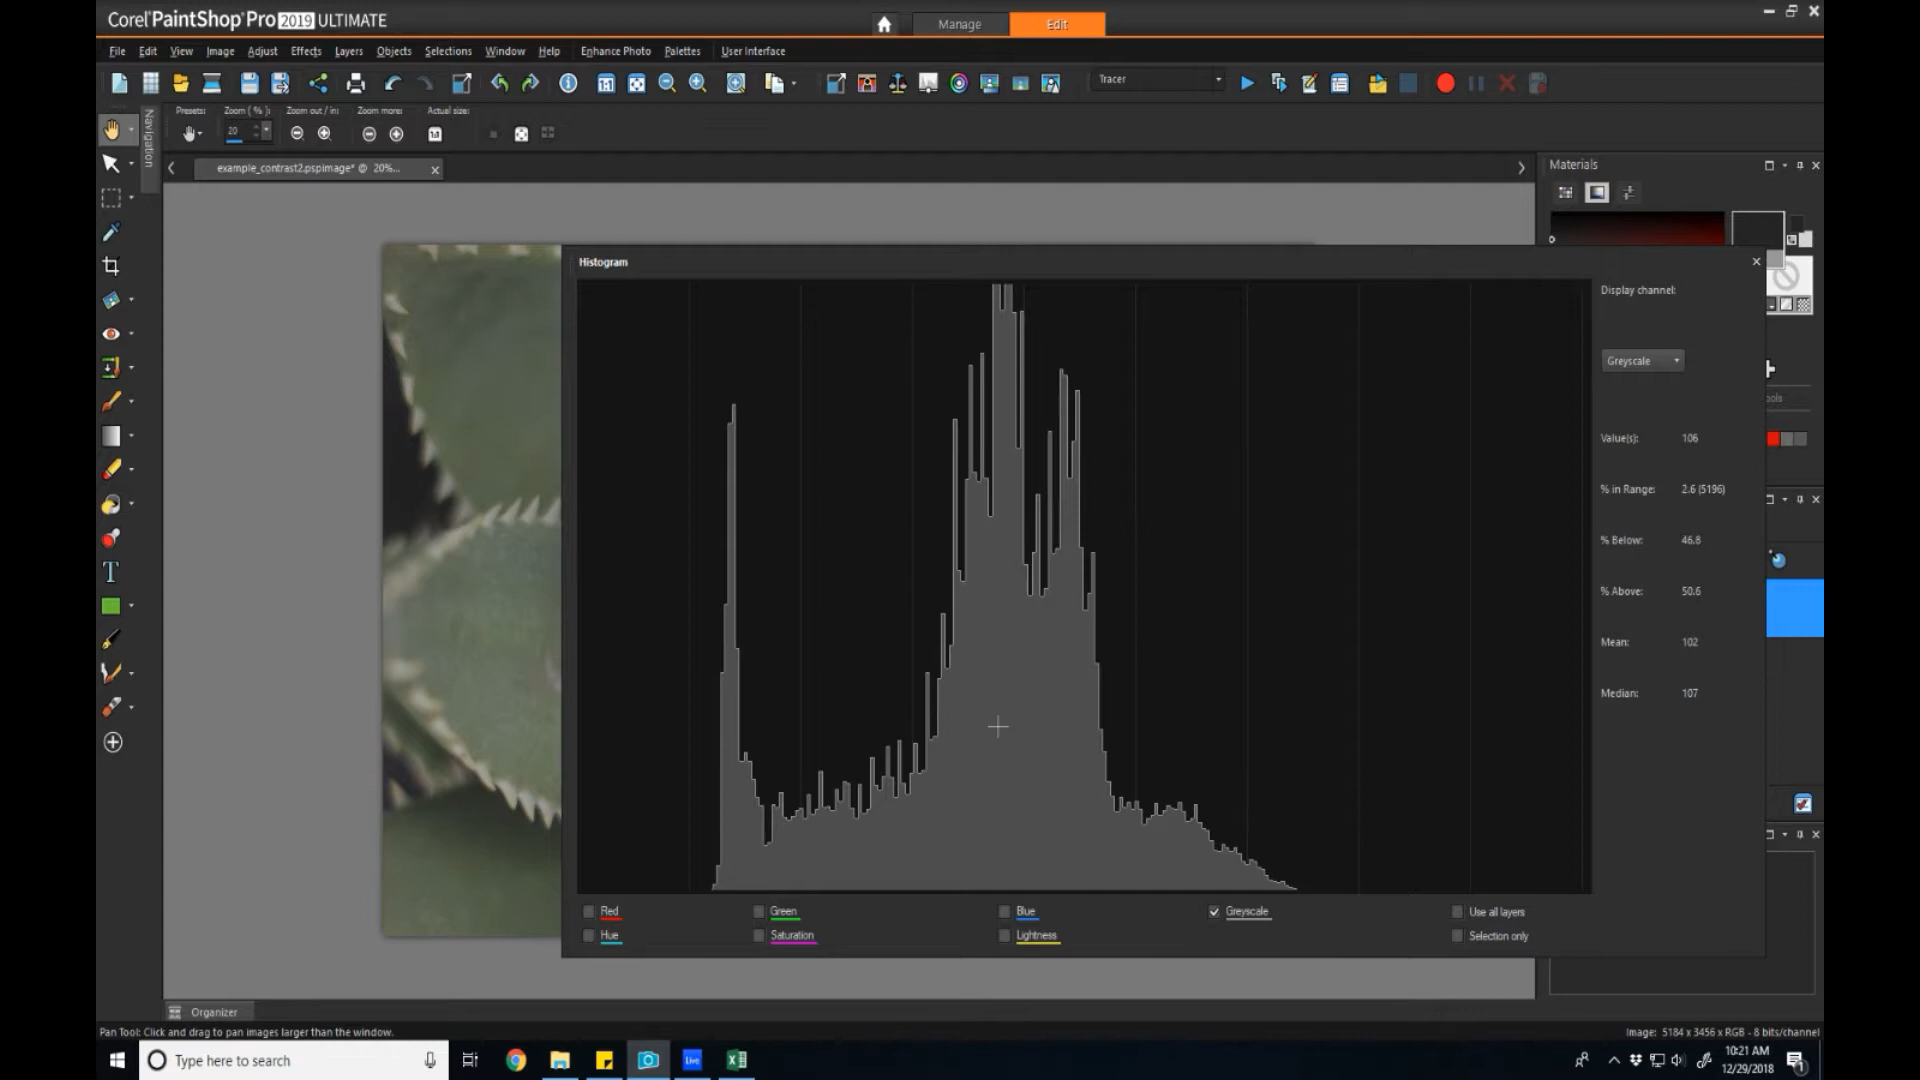 Corel PaintShop Pro 2019 ULTIMATE
Manage
Edit
File Edit View Image Adjust Effects Layers Objects Selections Window Help Enhance Photo Palettes User Interface
Tracer
Presets: Zoom (%): Zoom out / in: Zoom more: Actual size:
20
Navigation
example_contrast2.pspimage* @ 20%...
Materials
Histogram
Display channel:
Greyscale
Value(s): 106
% in Range: 2.6 (5196)
% Below: 46.8
% Above: 50.6
Mean: 102
Median: 107
Red Green Blue Greyscale Use all layers
Hue Saturation Lightness Selection only
Organizer
Pan Tool: Click and drag to pan images larger than the window.
Image: 5184 x 3456 x RGB - 8 bits/channel
Type here to search
Live
10:21 AM
12/29/2018